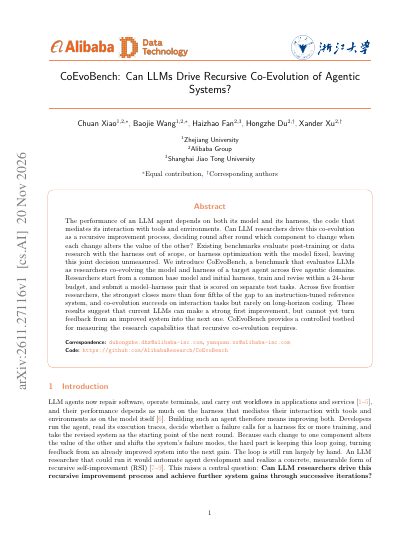 Alibaba
Data
Technology
浙江大学
CoEvoBench: Can LLMs Drive Recursive Co-Evolution of Agentic
Systems?
Chuan Xiao1,2,*, Baojie Wang1,2,*, Haizhao Fan2,3, Hongzhe Du2,†, Xander Xu2,†
1Zhejiang University
2Alibaba Group
3Shanghai Jiao Tong University
*Equal contribution, †Corresponding authors
arXiv:2611.27116v1 [cs.AI] 20 Nov 2026
Abstract
The performance of an LLM agent depends on both its model and its harness, the code that
mediates its interaction with tools and environments. Can LLM researchers drive this co-evolution
as a recursive improvement process, deciding round after round which component to change when
each change alters the value of the other? Existing benchmarks evaluate post-training or data
research with the harness out of scope, or harness optimization with the model fixed, leaving
this joint decision unmeasured. We introduce CoEvoBench, a benchmark that evaluates LLMs
as researchers co-evolving the model and harness of a target agent across five agentic domains.
Researchers start from a common base model and initial harness, train and revise within a 24-hour
budget, and submit a model–harness pair that is scored on separate test tasks. Across five
frontier researchers, the strongest closes more than four fifths of the gap to an instruction-tuned reference
system, and co-evolution succeeds on interaction tasks but rarely on long-horizon coding. These
results suggest that current LLMs can make a strong first improvement, but cannot yet turn
feedback from an improved system into the next one. CoEvoBench provides a controlled testbed
for measuring the research capabilities that recursive co-evolution requires.
Correspondence:
Code: https://github.com/AlibabaResearch/CoEvoBench
1 Introduction
LLM agents now repair software, operate terminals, and carry out workflows in applications and services [1–5],
and their performance depends as much on the harness that mediates their interaction with tools and
environments as on the model itself [6]. Building such an agent therefore means improving both. Developers
run the agent, read its execution traces, decide whether a failure calls for a harness fix or more training, and
take the revised system as the starting point of the next round. Because each change to one component alters
the value of the other and shifts the system's failure modes, the hard part is keeping this loop going, turning
feedback from an already improved system into the next gain. The loop is still run largely by hand. An LLM
researcher that could run it would automate agent development and realize a concrete, measurable form of
recursive self-improvement (RSI) [7–9]. This raises a central question: Can LLM researchers drive this
recursive improvement process and achieve further system gains through successive iterations?
1